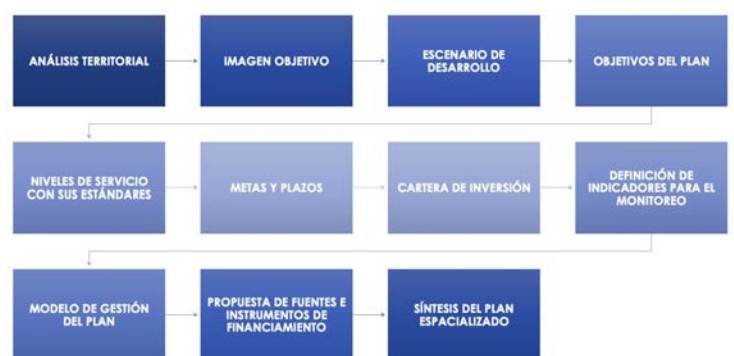 ANÁLISIS TERRITORIAL
IMAGEN OBJETIVO
ESCENARIO DE
DESARROLLO
OBJETIVOS DEL PLAN
NIVELES DE SERVICIO
CON SUS ESTÁNDARES
METAS Y PLAZOS
CARTERA DE INVERSIÓN
DEFINICIÓN DE
INDICADORES PARA EL
MONITOREO
MODELO DE GESTIÓN
DEL PLAN
PROPUESTA DE FUENTES E
INSTRUMENTOS DE
FINANCIAMIENTO
SÍNTESIS DEL PLAN
ESPACIALIZADO